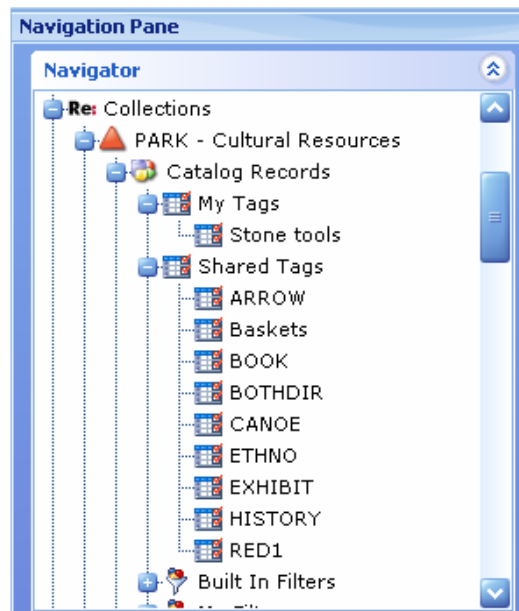 Navigation Pane
Navigator
Re: Collections
PARK - Cultural Resources
Catalog Records
My Tags
Stone tools
Shared Tags
ARROW
Baskets
BOOK
BOTHDIR
CANOE
ETHNO
EXHIBIT
HISTORY
RED1
Built In Filters